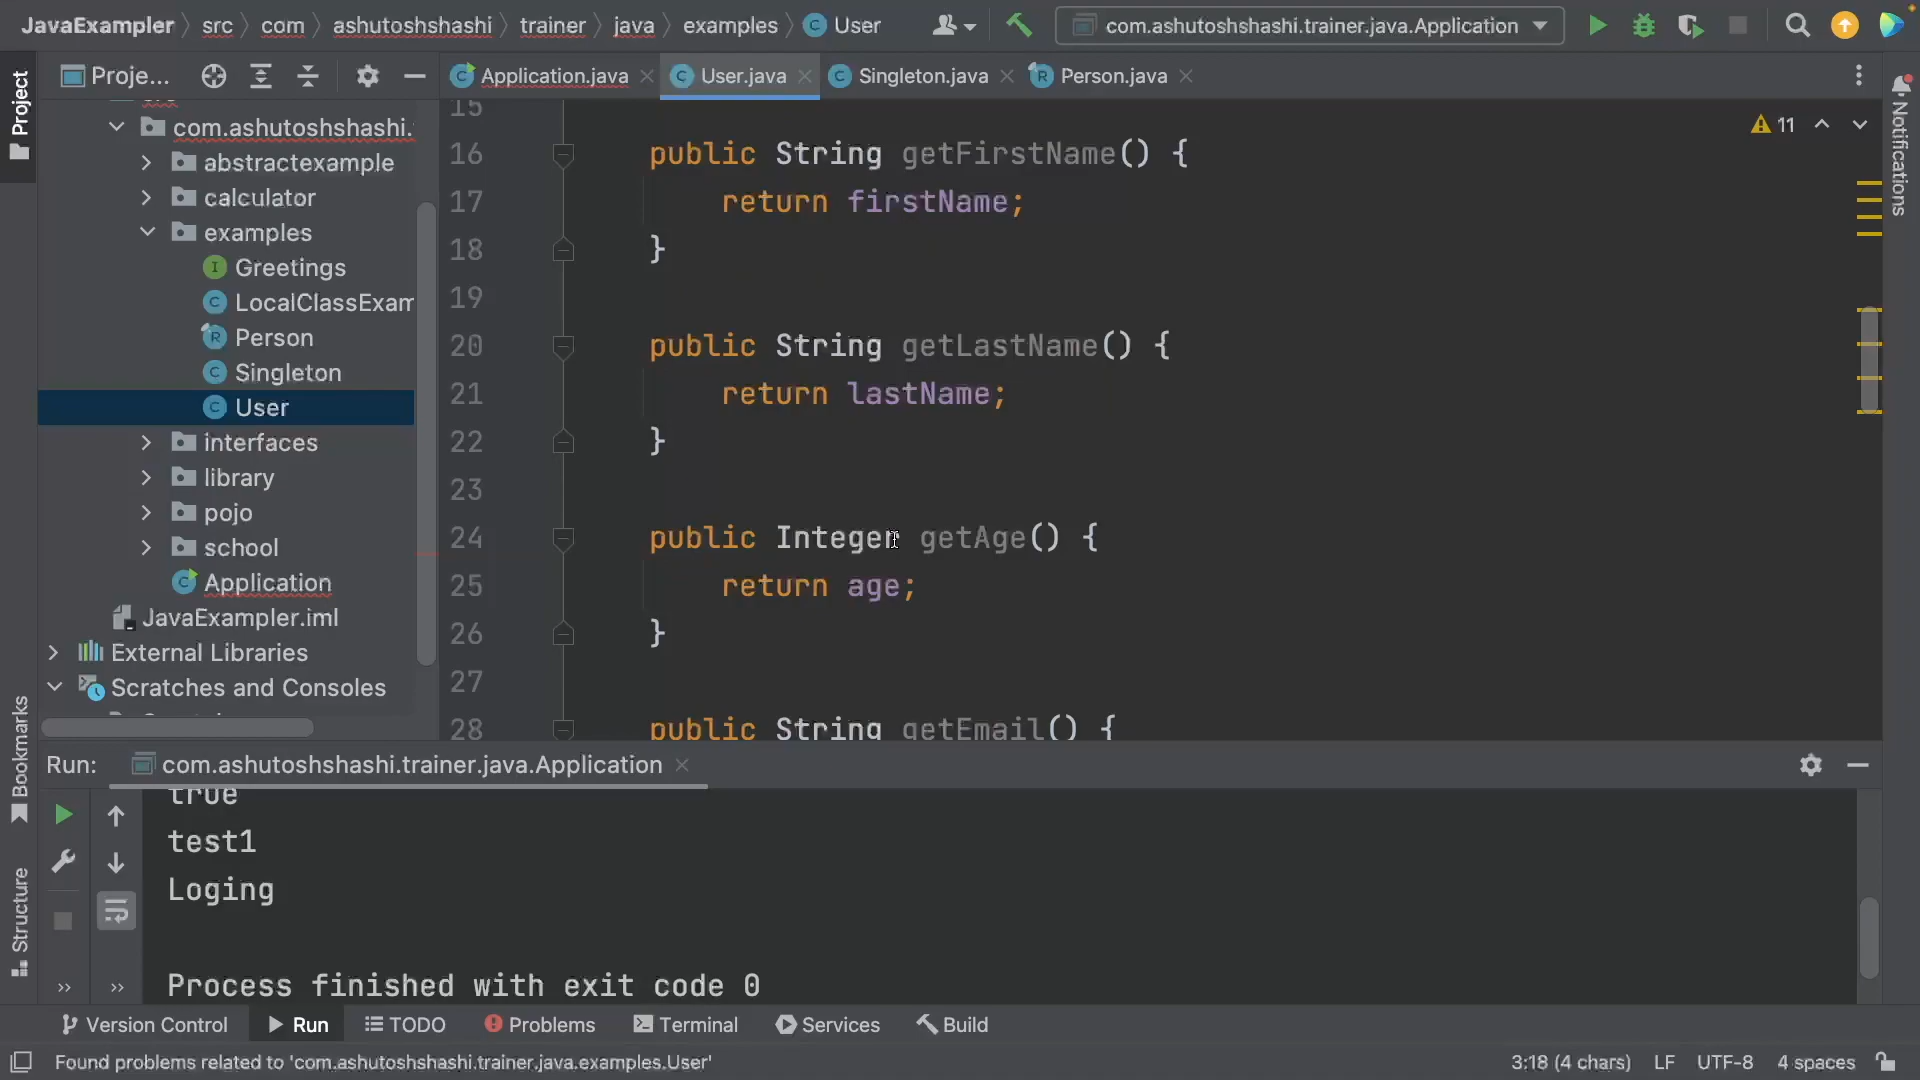 JavaExampler src com ashutoshshashi trainer java examples User
com.ashutoshshashi.trainer.java.Application
Project
Proje...
Application.java
User.java
Singleton.java
Person.java
src
com.ashutoshshashi.
abstractexample
calculator
examples
Greetings
LocalClassExam
Person
Singleton
User
interfaces
library
pojo
school
Application
JavaExampler.iml
External Libraries
Scratches and Consoles
15
16 public String getFirstName() {
17 return firstName;
18 }
19
20 public String getLastName() {
21 return lastName;
22 }
23
24 public Integer getAge() {
25 return age;
26 }
27
28 public String getEmail() {
11
Notifications
Bookmarks
Structure
Run: com.ashutoshshashi.trainer.java.Application
true
test1
Loging
Process finished with exit code 0
Version Control Run TODO Problems Terminal Services Build
Found problems related to 'com.ashutoshshashi.trainer.java.examples.User'
3:18 (4 chars) LF UTF-8 4 spaces